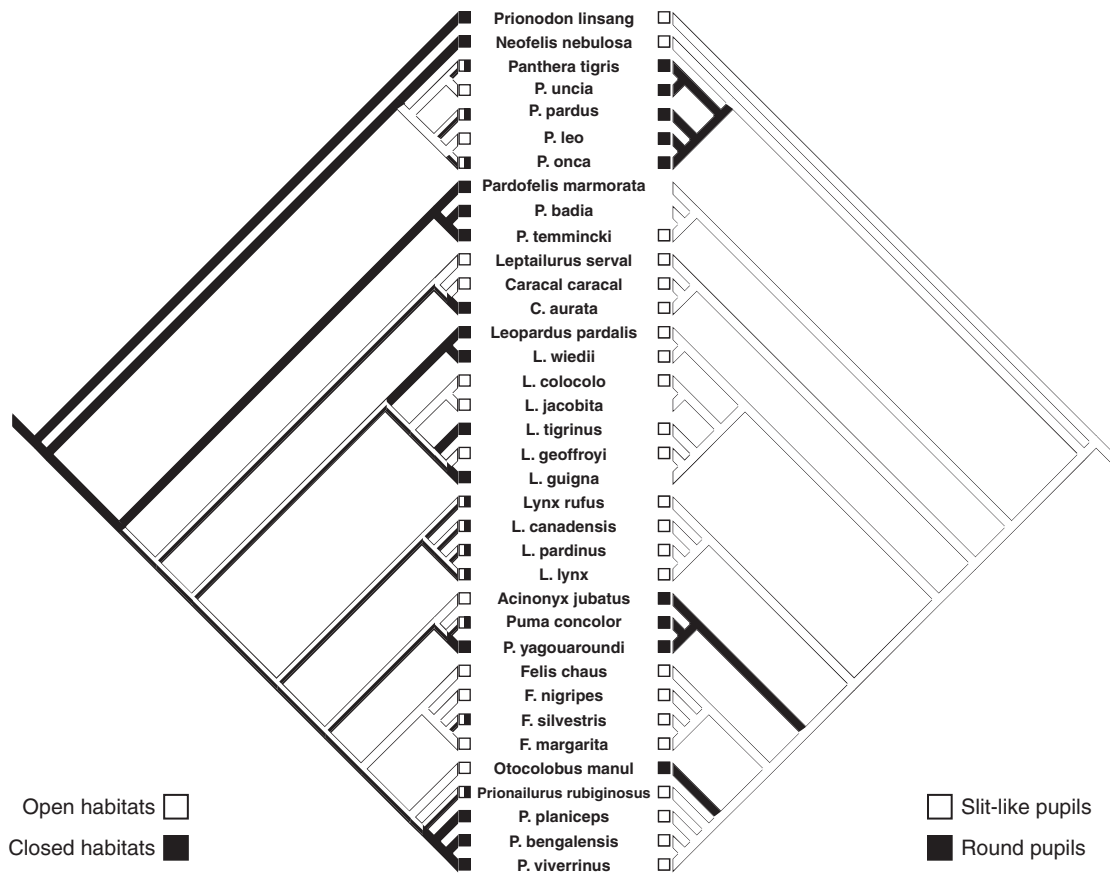 Prionodon linsang
Neofelis nebulosa
Panthera tigris
P. uncia
P. pardus
P. leo
P. onca
Pardofelis marmorata
P. badia
P. temmincki
Leptailurus serval
Caracal caracal
C. aurata
Leopardus pardalis
L. wiedii
L. colocolo
L. jacobita
L. tigrinus
L. geoffroyi
L. guigna
Lynx rufus
L. canadensis
L. pardinus
L. lynx
Acinonyx jubatus
Puma concolor
P. yagouaroundi
Felis chaus
F. nigripes
F. silvestris
F. margarita
Otocolobus manul
Prionailurus rubiginosus
P. planiceps
P. bengalensis
P. viverrinus
Open habitats
Closed habitats
Slit-like pupils
Round pupils